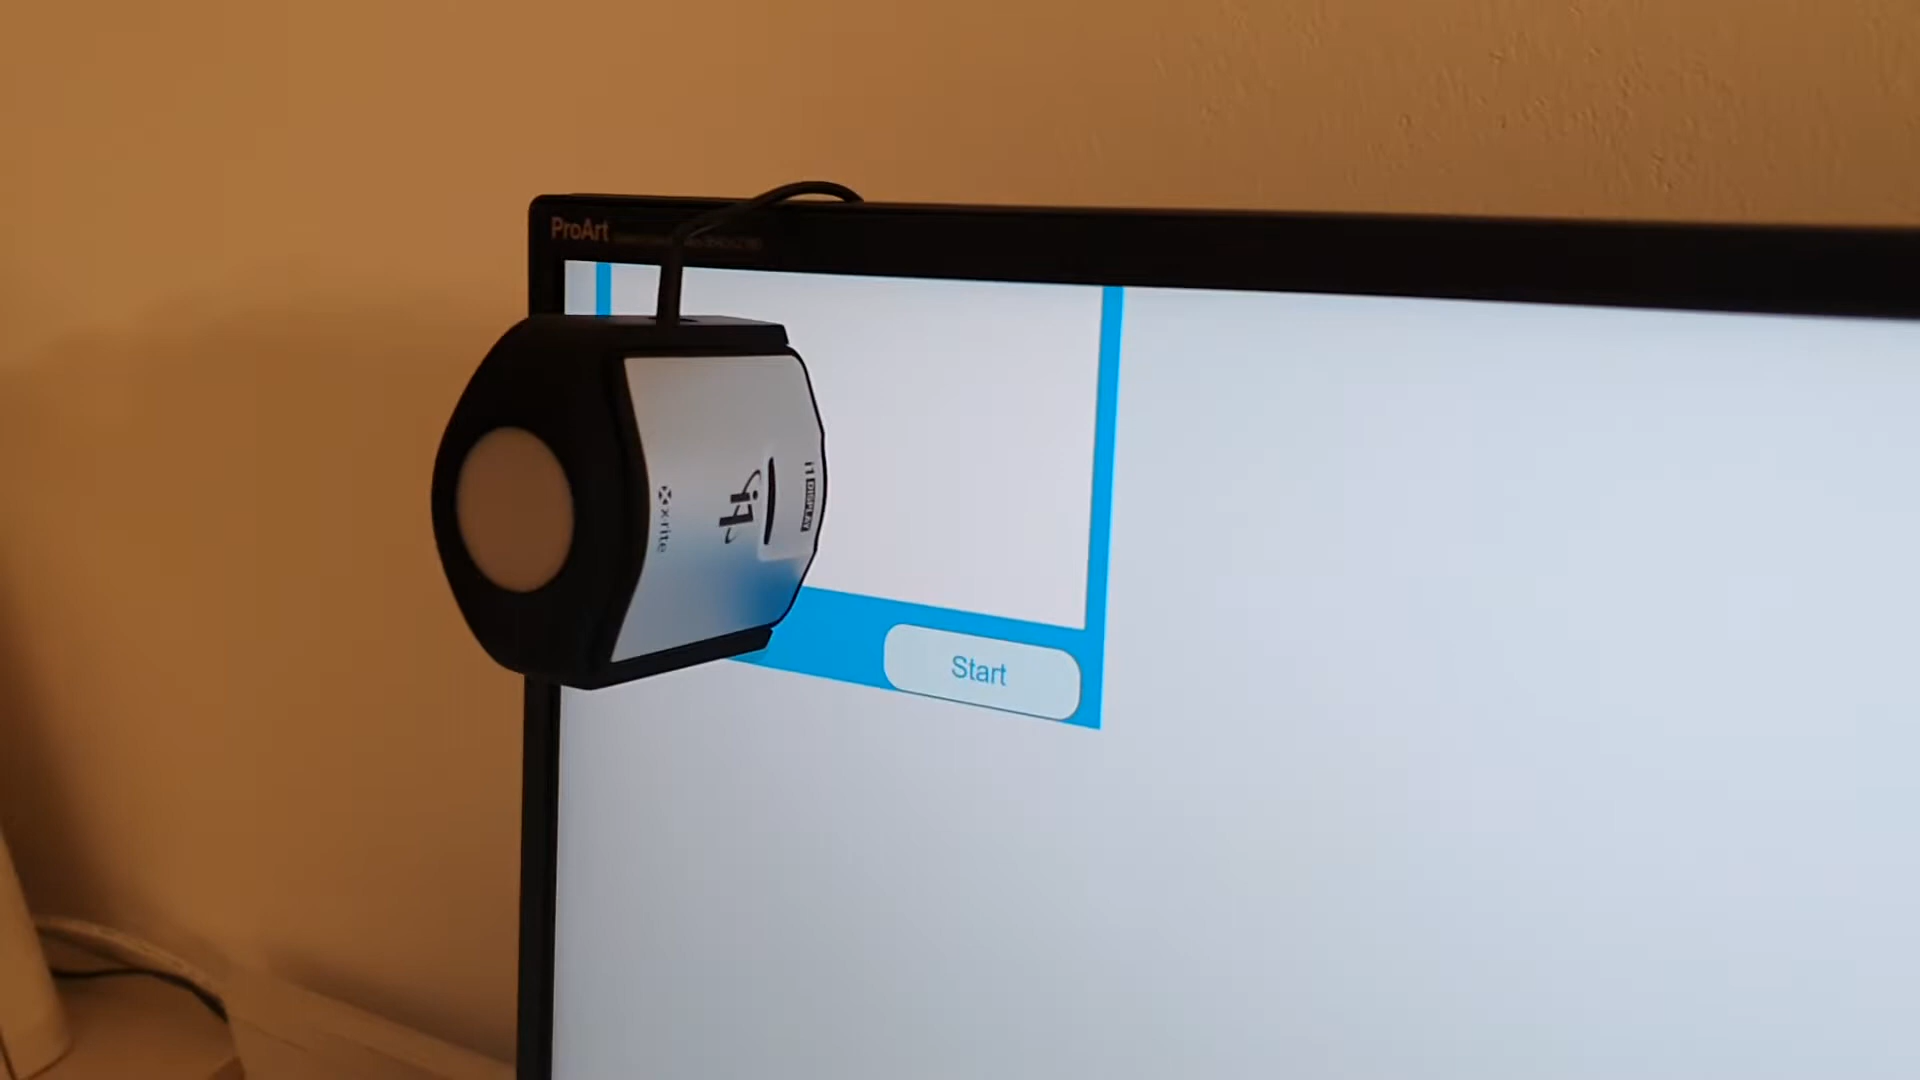 ProArt
x-rite
i1
i1 DISPLAY
Start